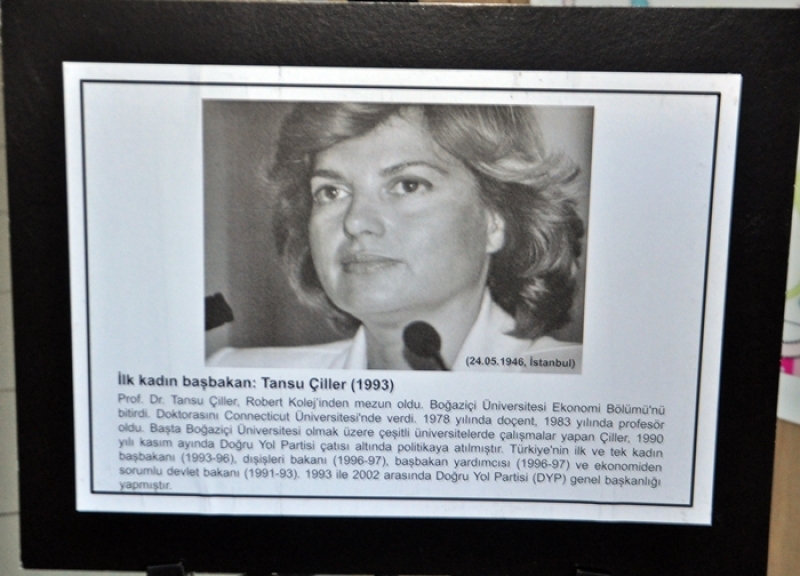 (24.05.1946, İstanbul)
İlk kadın başbakan: Tansu Çiller (1993)
Prof. Dr. Tansu Çiller, Robert Kolej'inden mezun oldu. Boğaziçi Üniversitesi Ekonomi Bölümü'nü
bitirdi. Doktorasını Connecticut Üniversitesi'nde verdi. 1978 yılında doçent, 1983 yılında profesör
oldu. Başta Boğaziçi Üniversitesi olmak üzere çeşitli üniversitelerde çalışmalar yapan Çiller, 1990
yılı kasım ayında Doğru Yol Partisi çatısı altında politikaya atılmıştır. Türkiye'nin ilk ve tek kadın
başbakanı (1993-96), dışişleri bakanı (1996-97), başbakan yardımcısı (1996-97) ve ekonomiden
sorumlu devlet bakanı (1991-93). 1993 ile 2002 arasında Doğru Yol Partisi (DYP) genel başkanlığı
yapmıştır.